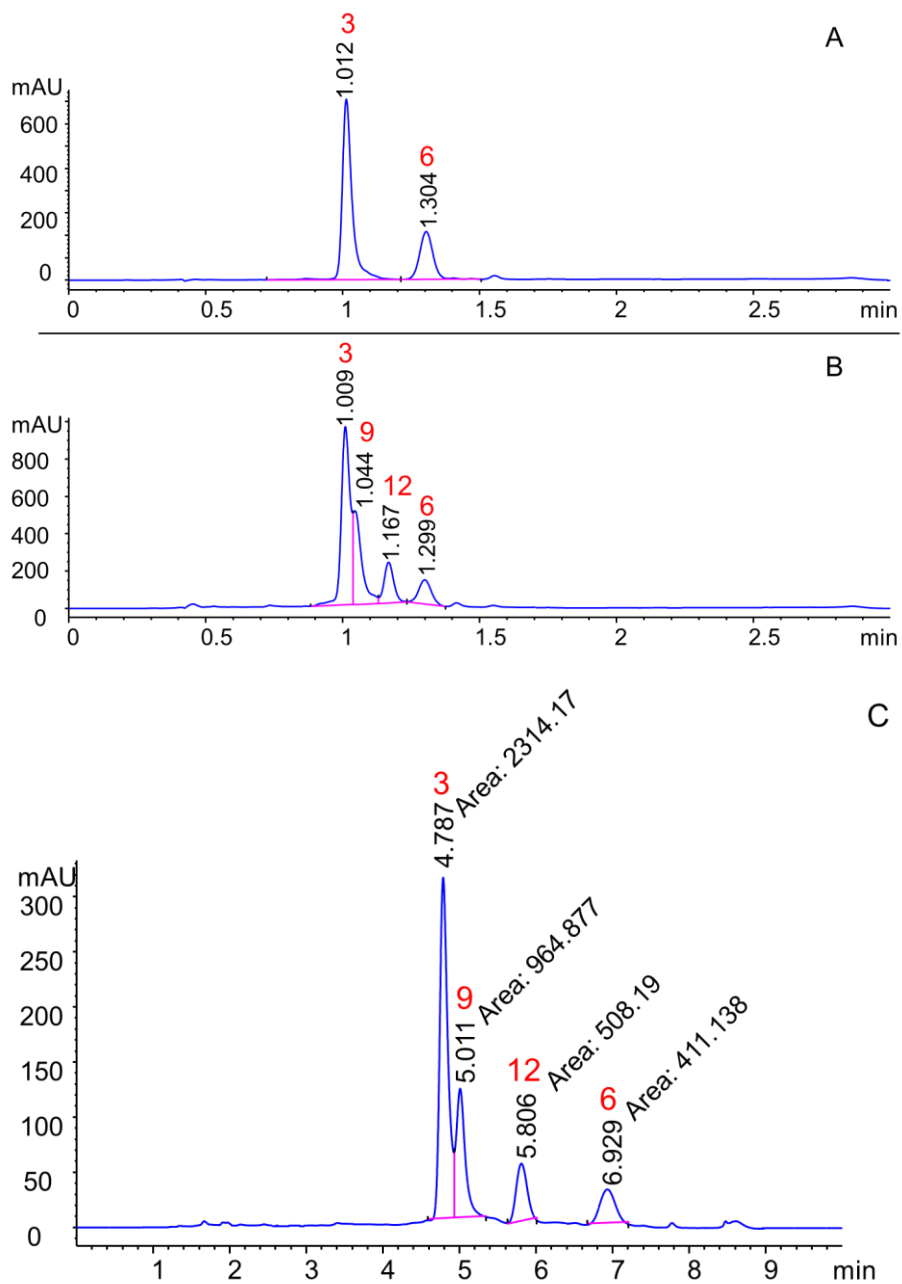 A
3
1.012
6
1.304
mAU
600
400
200
0
0 0.5 1 1.5 2 2.5 min
B
3
1.009
9
1.044
12
1.167
6
1.299
mAU
800
600
400
200
0
0 0.5 1 1.5 2 2.5 min
C
3
4.787 Area: 2314.17
9
5.011 Area: 964.877
12
5.806 Area: 508.19
6
6.929 Area: 411.138
mAU
300
250
200
150
100
50
0
1 2 3 4 5 6 7 8 9 min